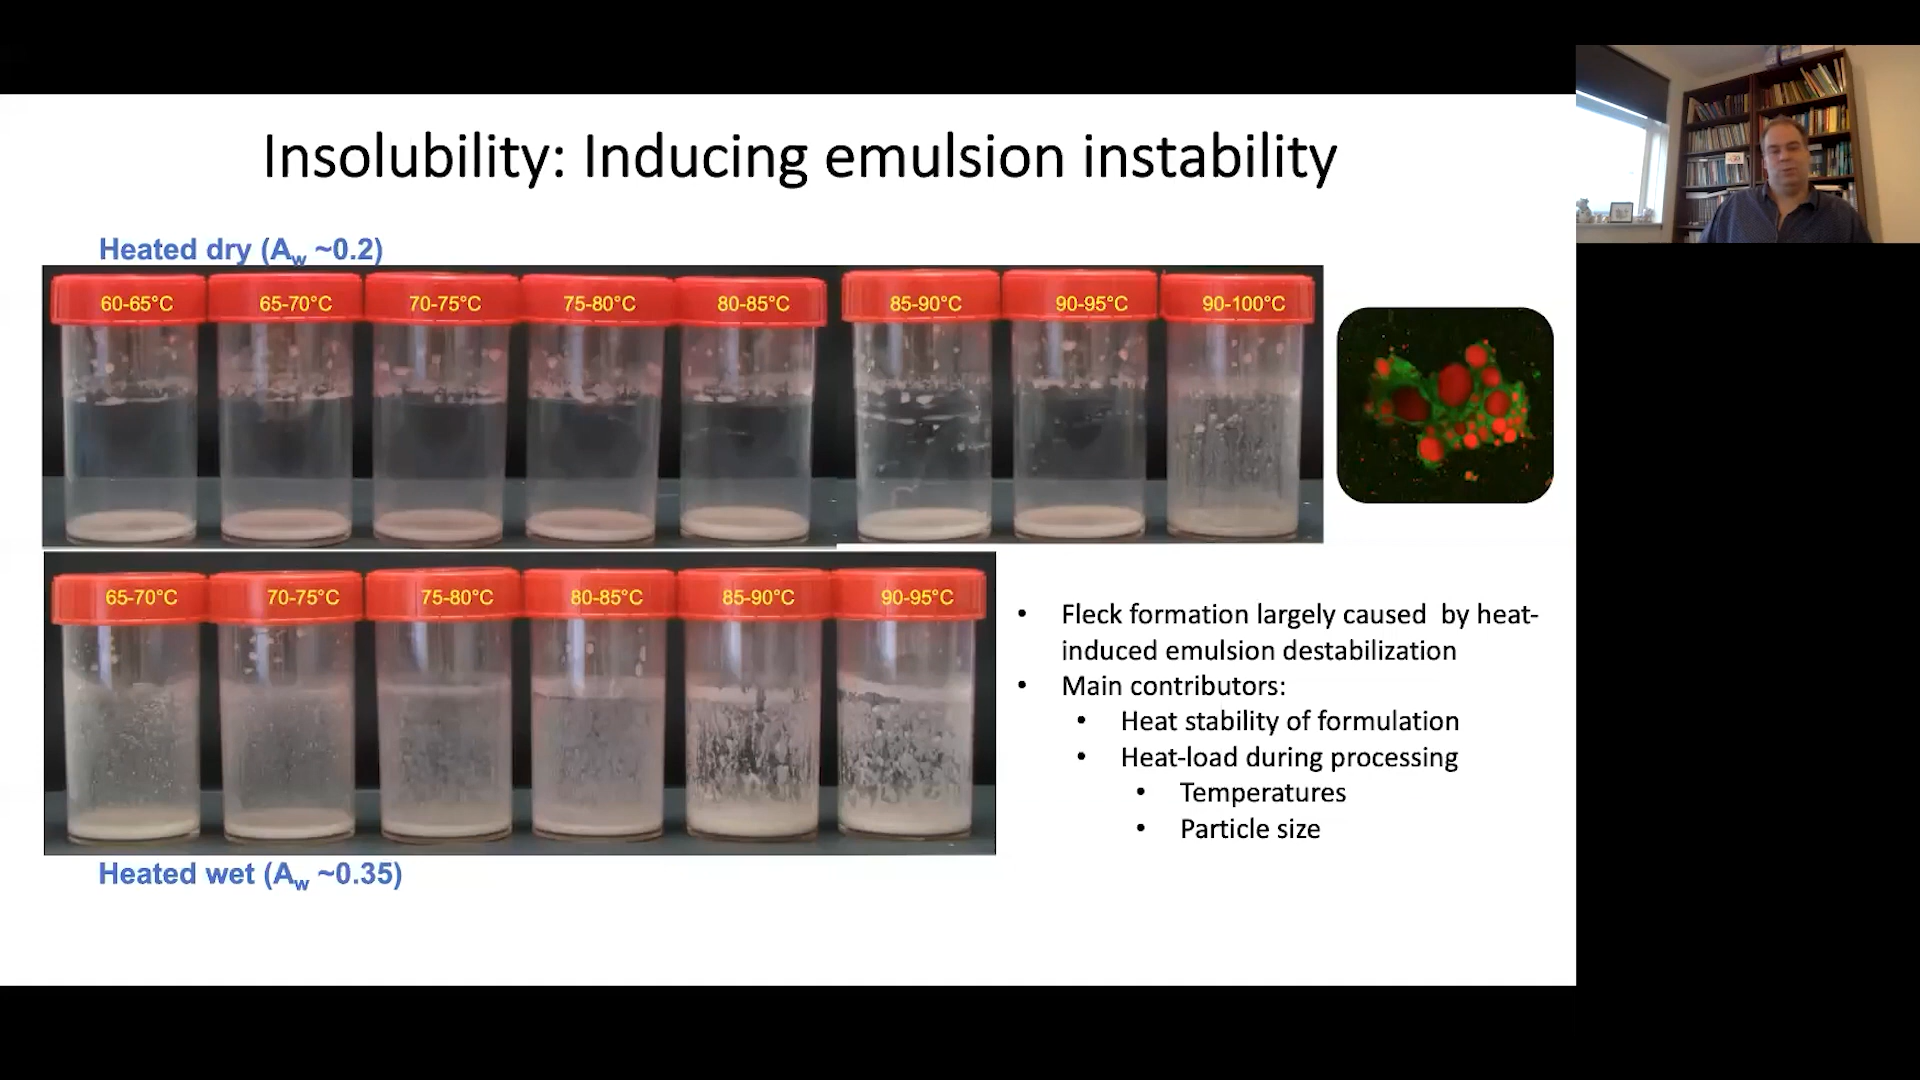 Insolubility: Inducing emulsion instability
Heated dry (Aw ~0.2)
60-65°C
65-70°C
70-75°C
75-80°C
80-85°C
85-90°C
90-95°C
90-100°C
65-70°C
70-75°C
75-80°C
80-85°C
85-90°C
90-95°C
Heated wet (Aw ~0.35)
• Fleck formation largely caused by heat-
induced emulsion destabilization
• Main contributors:
• Heat stability of formulation
• Heat-load during processing
• Temperatures
• Particle size